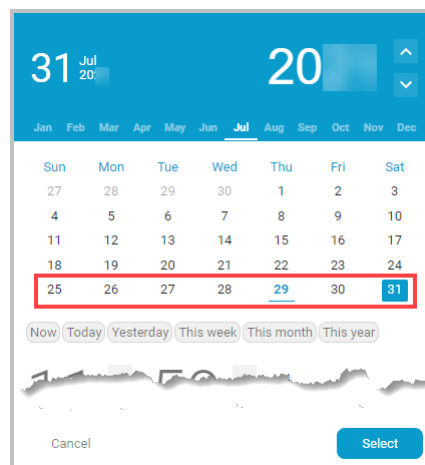 31 Jul
20
20
Jan Feb Mar Apr May Jun Jul Aug Sep Oct Nov Dec
Sun Mon Tue Wed Thu Fri Sat
27 28 29 30 1 2 3
4 5 6 7 8 9 10
11 12 13 14 15 16 17
18 19 20 21 22 23 24
25 26 27 28 29 30 31
Now Today Yesterday This week This month This year
Cancel Select